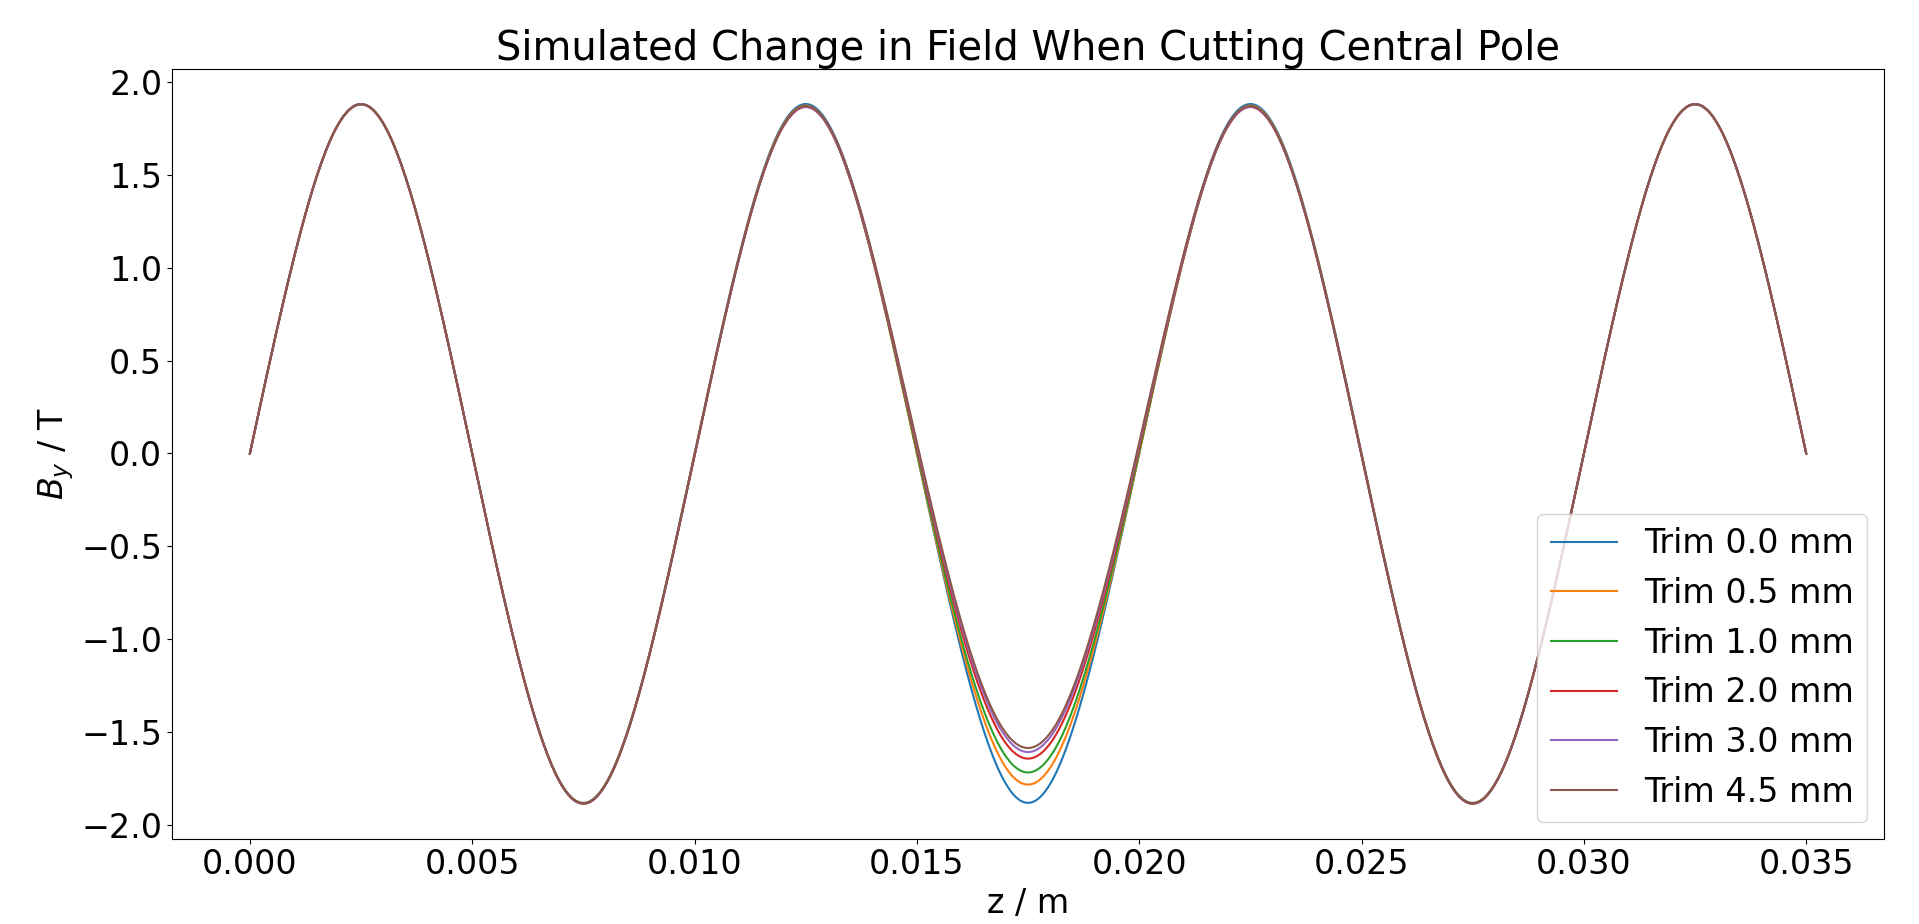 Simulated Change in Field When Cutting Central Pole
2.0
1.5
1.0
0.5
0.0
−0.5
−1.0
−1.5
−2.0
B_y / T
Trim 0.0 mm
Trim 0.5 mm
Trim 1.0 mm
Trim 2.0 mm
Trim 3.0 mm
Trim 4.5 mm
0.000 0.005 0.010 0.015 0.020 0.025 0.030 0.035
z / m